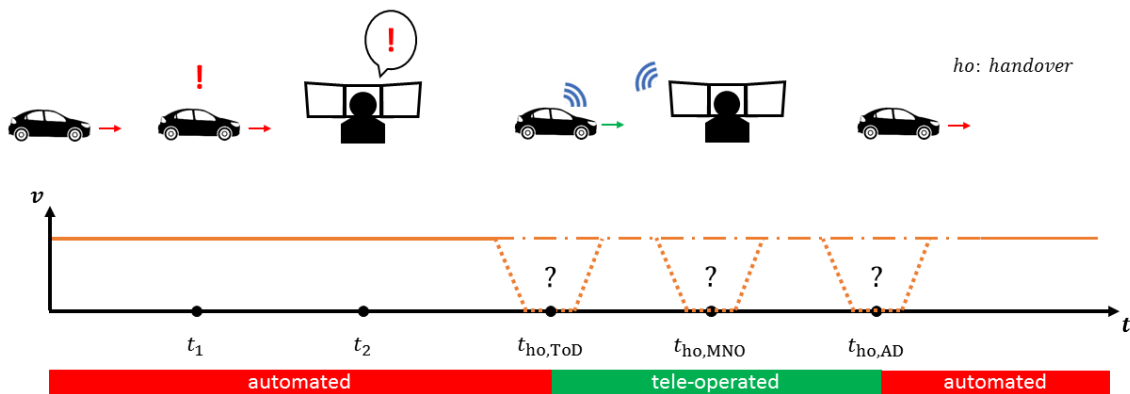 !
!
ho: handover
v
? ? ?
t
t₁ t₂ tho,ToD tho,MNO tho,AD
automated tele-operated automated